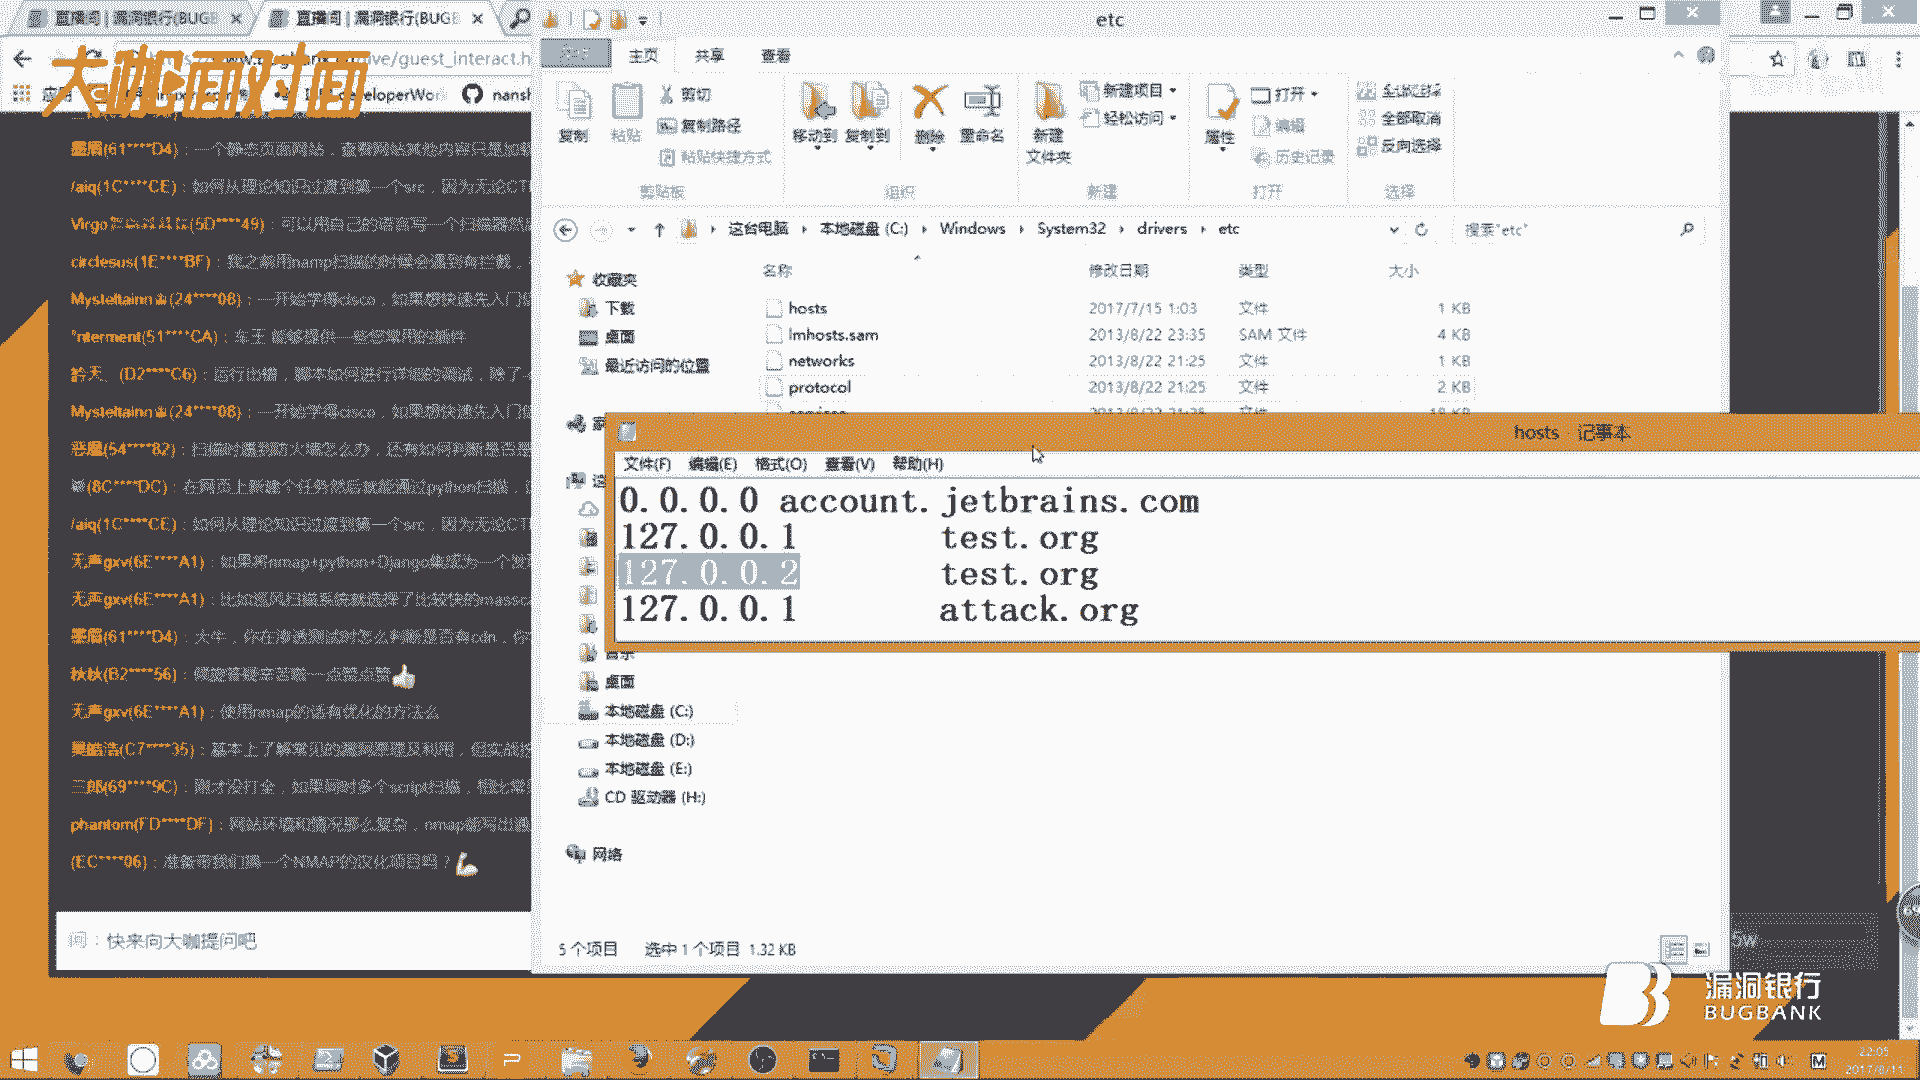 直播间 | 漏洞银行(BUGB
直播间 | 漏洞银行(BUGB
etc
大咖面对面
/live/guest_interact.h
developerWor
nansh
主页
共享
查看
复制
粘贴
剪切
复制路径
粘贴快捷方式
剪贴板
移动到
复制到
删除
重命名
组织
新建
文件夹
新建项目
轻松访问
新建
属性
打开
编辑
历史记录
打开
全部选择
全部取消
反向选择
选择
这台电脑
本地磁盘 (C:)
Windows
System32
drivers
etc
搜索"etc"
名称
修改日期
类型
大小
hosts 2017/7/15 1:03 文件 1 KB
lmhosts.sam 2013/8/22 23:35 SAM 文件 4 KB
networks 2013/8/22 21:25 文件 1 KB
protocol 2013/8/22 21:25 文件 2 KB
收藏夹
下载
桌面
最近访问的位置
hosts 记事本
文件(F) 编辑(E) 格式(O) 查看(V) 帮助(H)
0.0.0.0 account.jetbrains.com
127.0.0.1 test.org
127.0.0.2 test.org
127.0.0.1 attack.org
音乐
桌面
本地磁盘 (C:)
本地磁盘 (D:)
本地磁盘 (E:)
CD 驱动器 (H:)
网络
5 个项目 选中 1 个项目 1.32 KB
(61****D4)：一个静态页面网站，查看网站其他内容只是如
/aiq(1C****CE)：如何从理论知识过渡到第一个src，因为无论CT
(5D****49)：可以用自己的语言写一个扫描器然
circlesus(1E****BF)：我之前用namp扫描的时候会遇到有拦截，
(24****08)：一开始学得cisco，如果想快速先入门
"nterment(51****CA)：车王 能够提供一些您常用的插件
(D2****C6)：运行出错，脚本如何进行详细的调试，除了
(24****08)：一开始学得cisco，如果想快速先入门
(54****82)：扫描时遇到防火墙怎么办，还有如何判断是否是
(8C****DC)：在网页上新建个任务然后就能通过python扫描，
/aiq(1C****CE)：如何从理论知识过渡到第一个src，因为无论CT
无声gxv(6E****A1)：如果将nmap+python+Django集成为一个
无声gxv(6E****A1)：比如巡风扫描系统就选择了比较快的massca
(61****D4)：大牛，你在渗透测试时怎么判断是否有cdn，
秋秋(B2****56)：
无声gxv(6E****A1)：使用nmap的话有优化的方法么
(C7****35)：基本上了解常见的漏洞原理及利用，但实战
三郎(69****9C)：刚才没打全，如果同时多个script扫描，相比常
phantom(FD****DF)：网站环境和情况那么复杂，nmap能写出
(EC****06)：准备带我们搞一个NMAP的汉化项目吗？
问：快来向大咖提问吧
漏洞银行
BUGBANK
22:05
2017/8/11